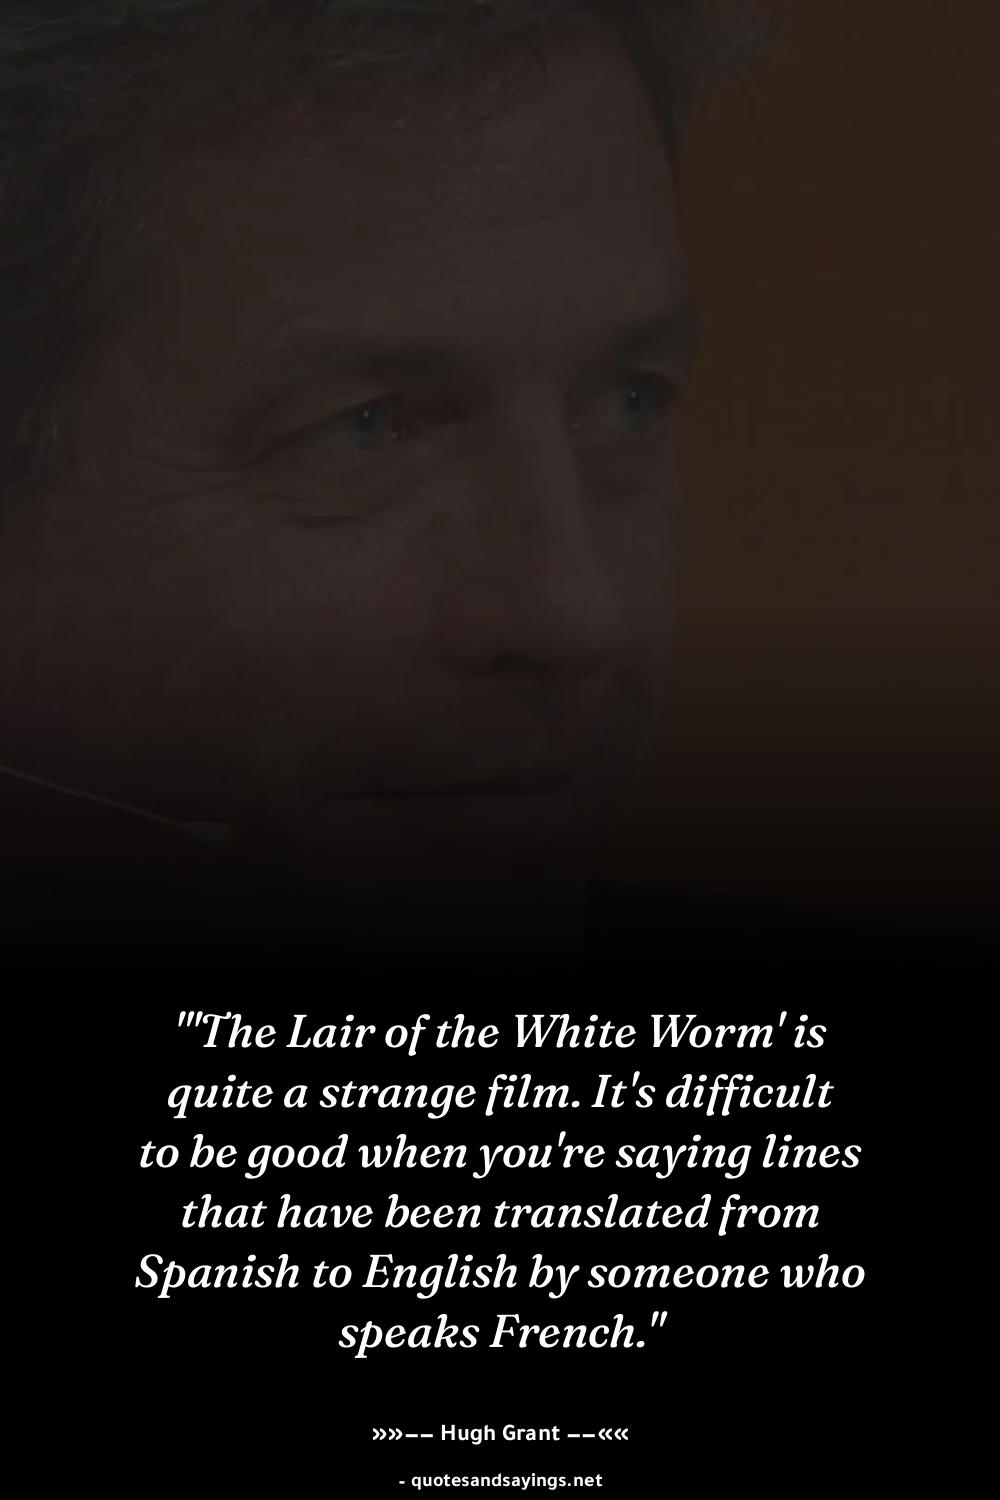 "'The Lair of the White Worm' is
quite a strange film. It's difficult
to be good when you're saying lines
that have been translated from
Spanish to English by someone who
speaks French."
»»−− Hugh Grant −−««
- quotesandsayings.net